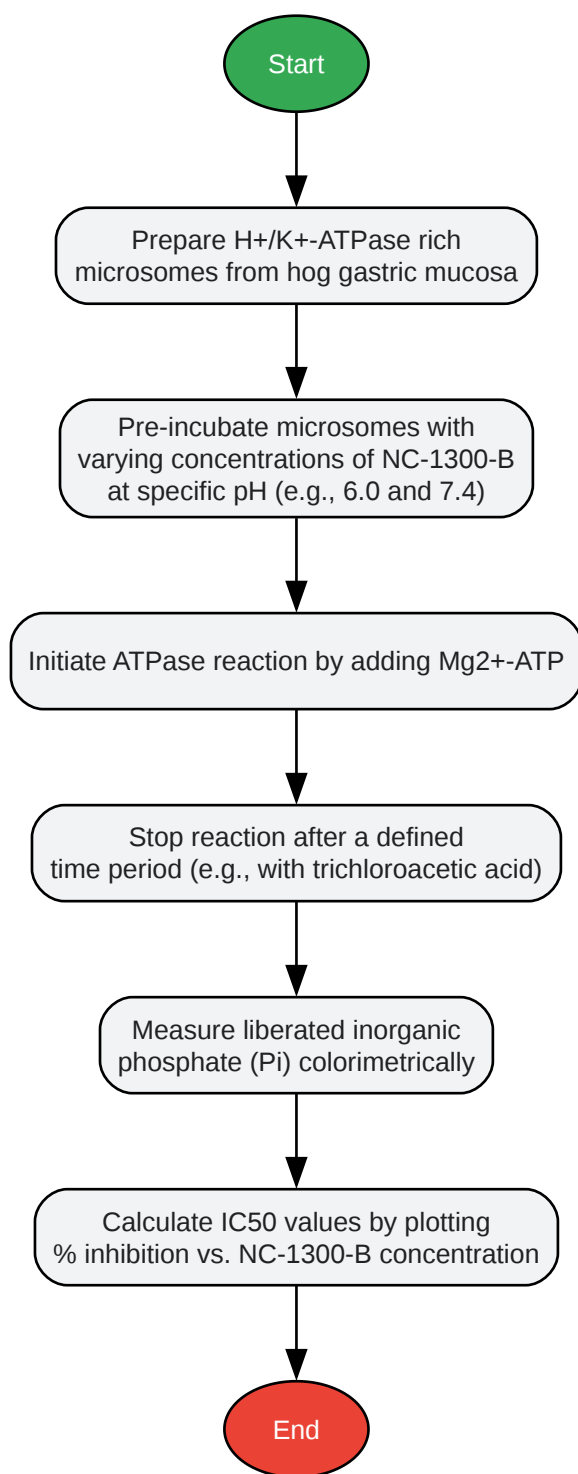 Start
Prepare H+/K+-ATPase rich
microsomes from hog gastric mucosa
Pre-incubate microsomes with
varying concentrations of NC-1300-B
at specific pH (e.g., 6.0 and 7.4)
Initiate ATPase reaction by adding Mg2+-ATP
Stop reaction after a defined
time period (e.g., with trichloroacetic acid)
Measure liberated inorganic
phosphate (Pi) colorimetrically
Calculate IC50 values by plotting
% inhibition vs. NC-1300-B concentration
End